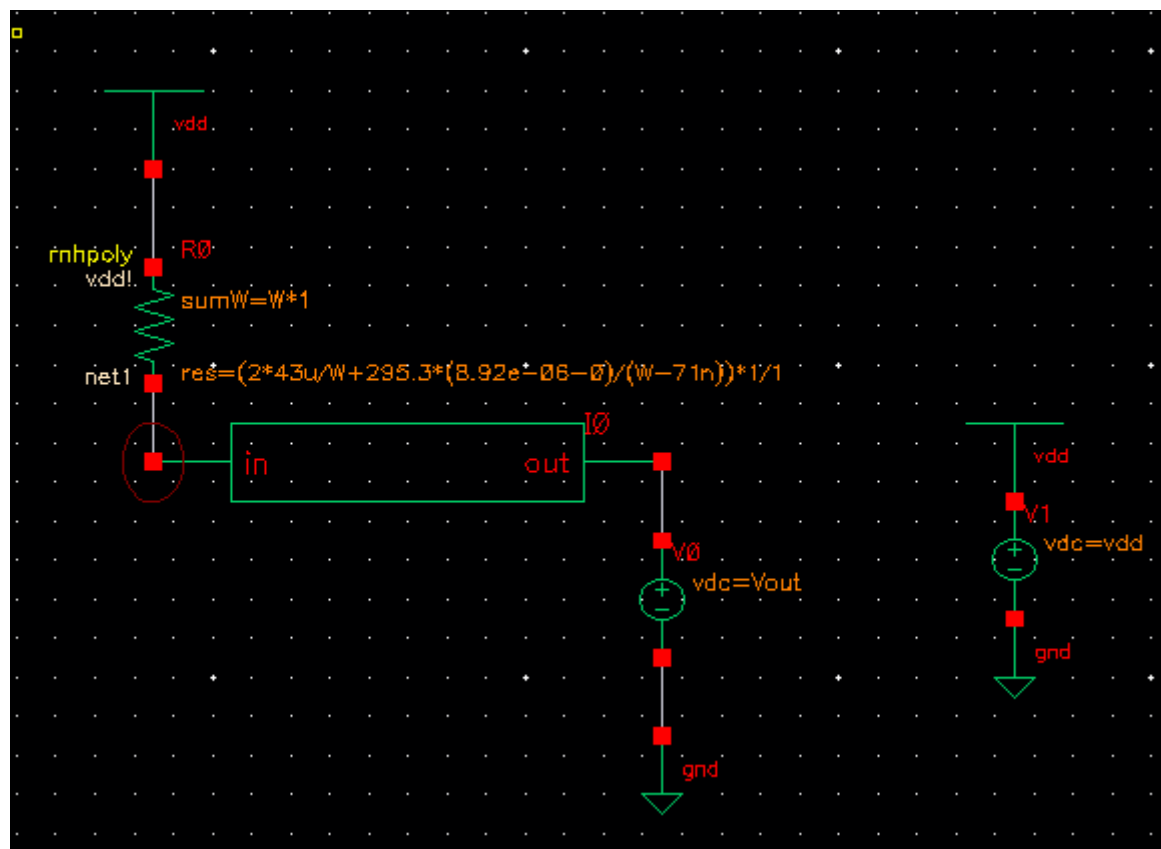 vdd
rnhpoly
R0
vdd!
sumW=W*1
net1
res=(2*43u/W+295.3*(8.92e-06-0)/(W-71n))*1/1
I0
in
out
vdd
V1
V0
vdc=vdd
vdc=Vout
gnd
gnd